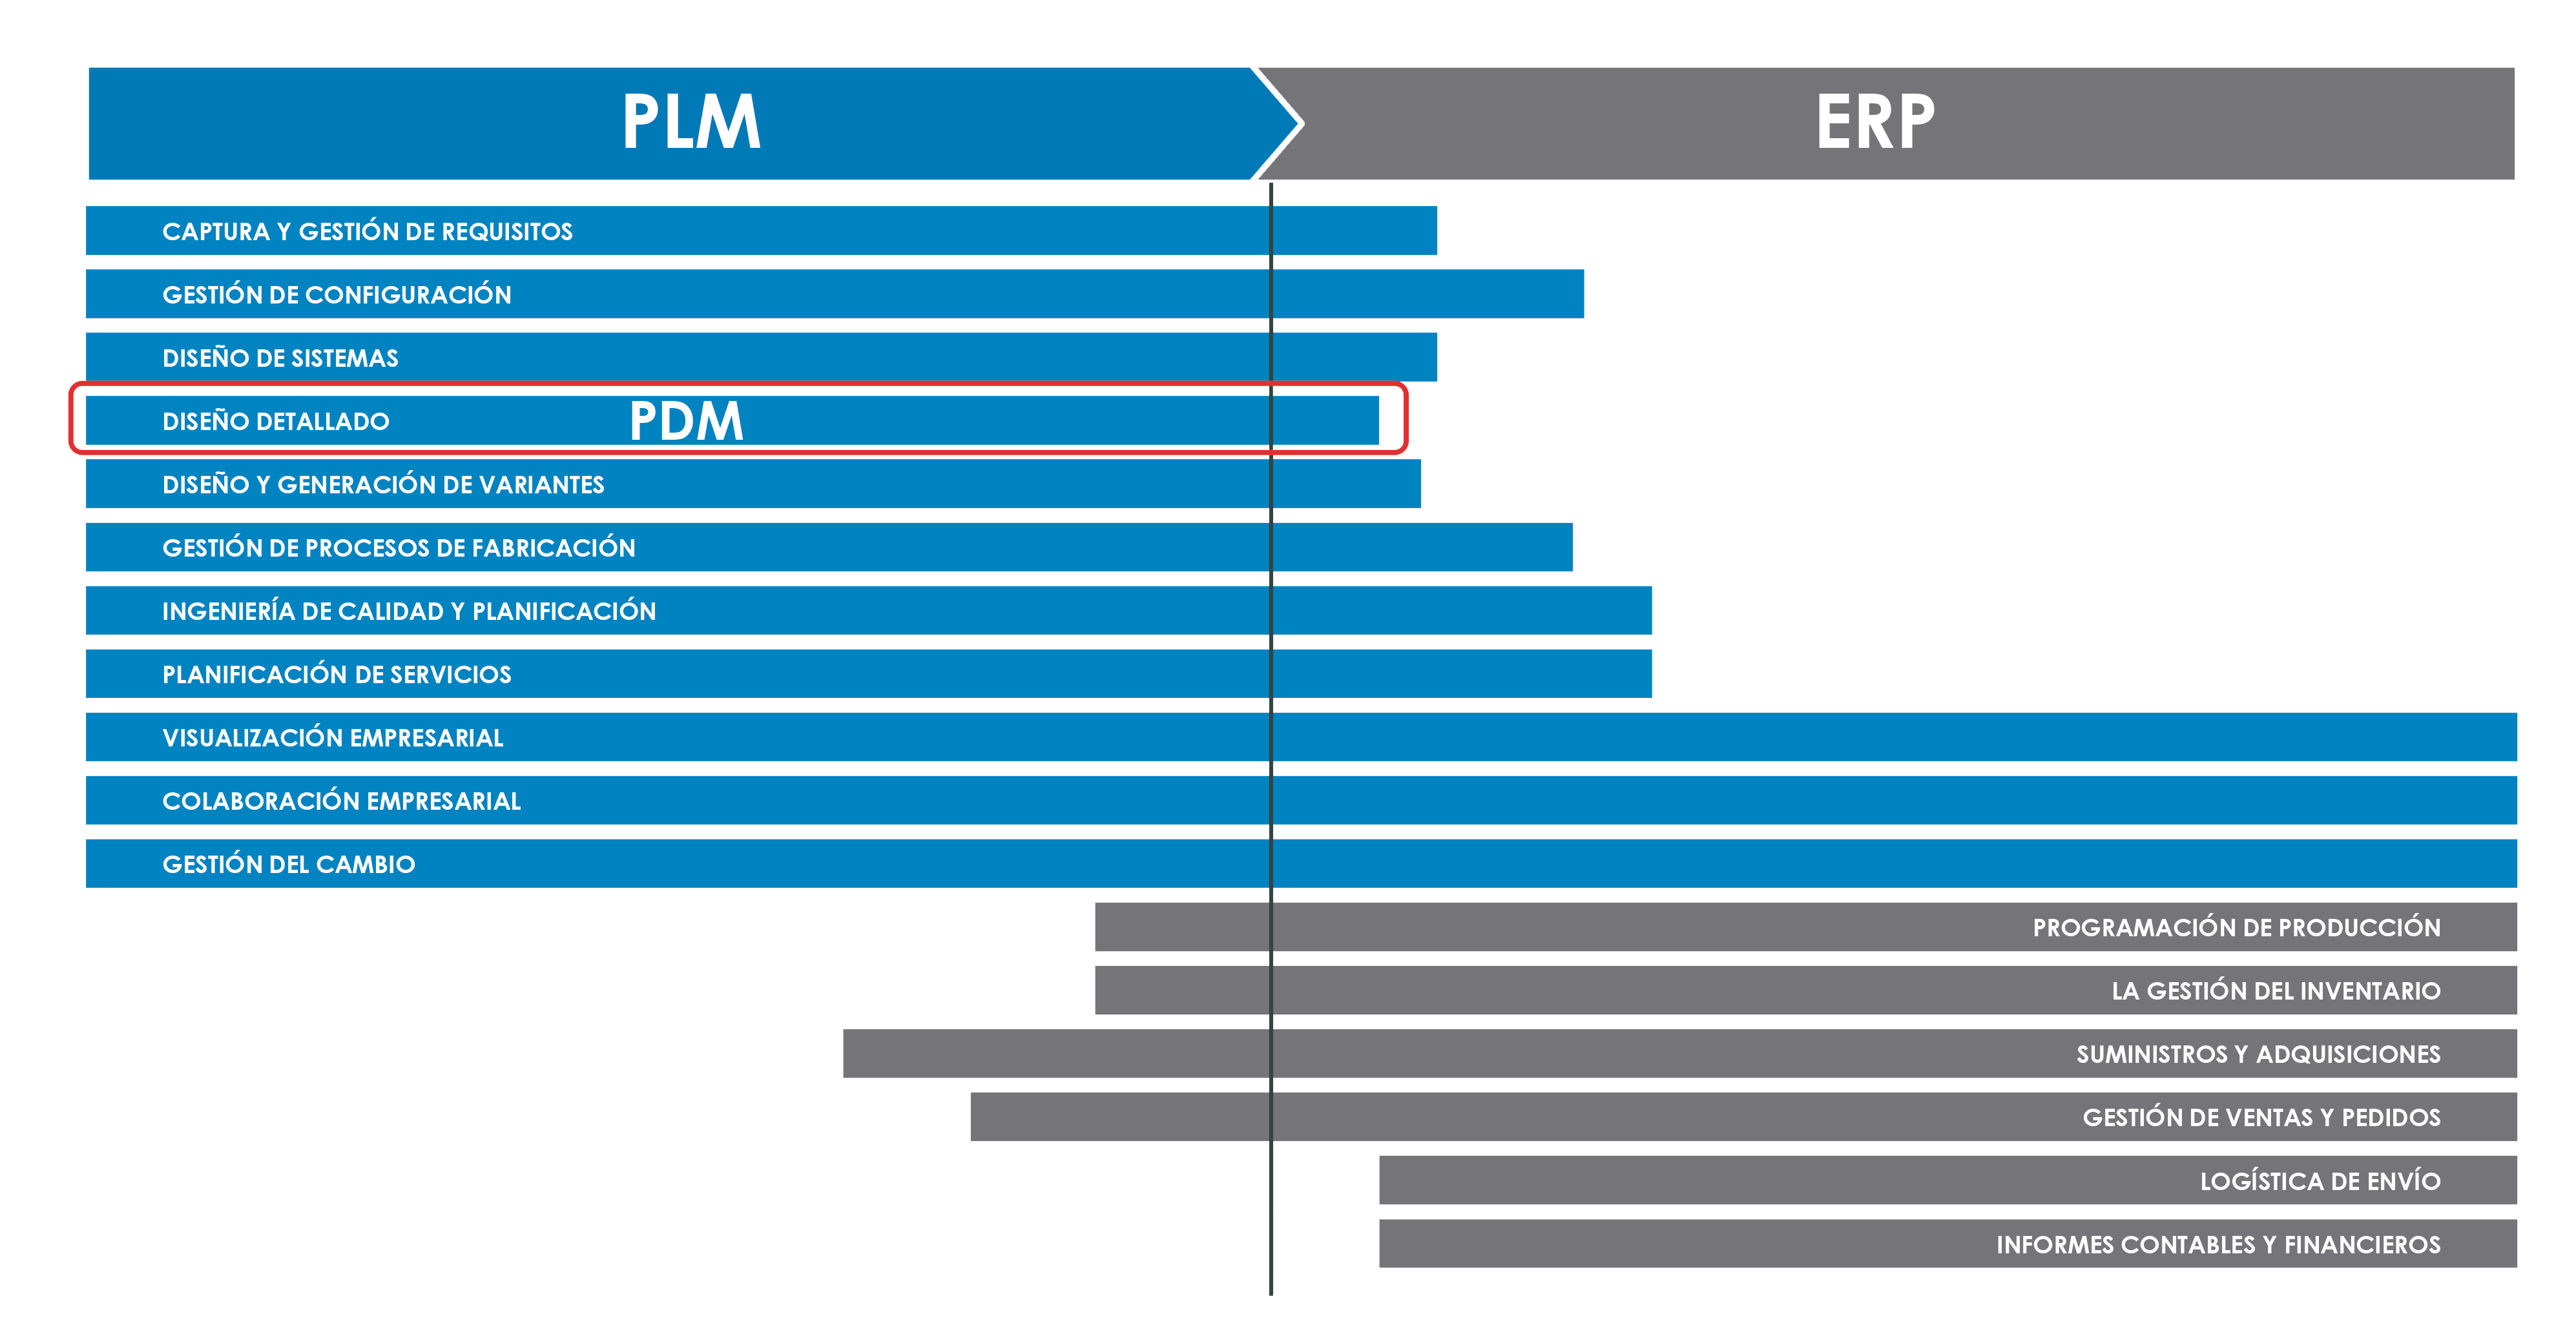 PLM
ERP
CAPTURA Y GESTIÓN DE REQUISITOS
GESTIÓN DE CONFIGURACIÓN
DISEÑO DE SISTEMAS
DISEÑO DETALLADO PDM
DISEÑO Y GENERACIÓN DE VARIANTES
GESTIÓN DE PROCESOS DE FABRICACIÓN
INGENIERÍA DE CALIDAD Y PLANIFICACIÓN
PLANIFICACIÓN DE SERVICIOS
VISUALIZACIÓN EMPRESARIAL
COLABORACIÓN EMPRESARIAL
GESTIÓN DEL CAMBIO
PROGRAMACIÓN DE PRODUCCIÓN
LA GESTIÓN DEL INVENTARIO
SUMINISTROS Y ADQUISICIONES
GESTIÓN DE VENTAS Y PEDIDOS
LOGÍSTICA DE ENVÍO
INFORMES CONTABLES Y FINANCIEROS